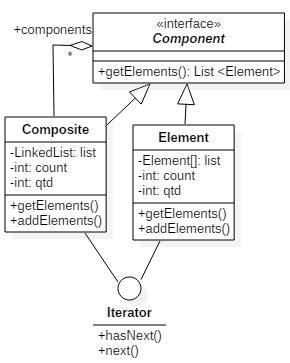 «interface»
Component
+components
*
+getElements(): List <Element>
Composite
-LinkedList: list
-int: count
-int: qtd
+getElements()
+addElements()
Element
-Element[]: list
-int: count
-int: qtd
+getElements()
+addElements()
Iterator
+hasNext()
+next()